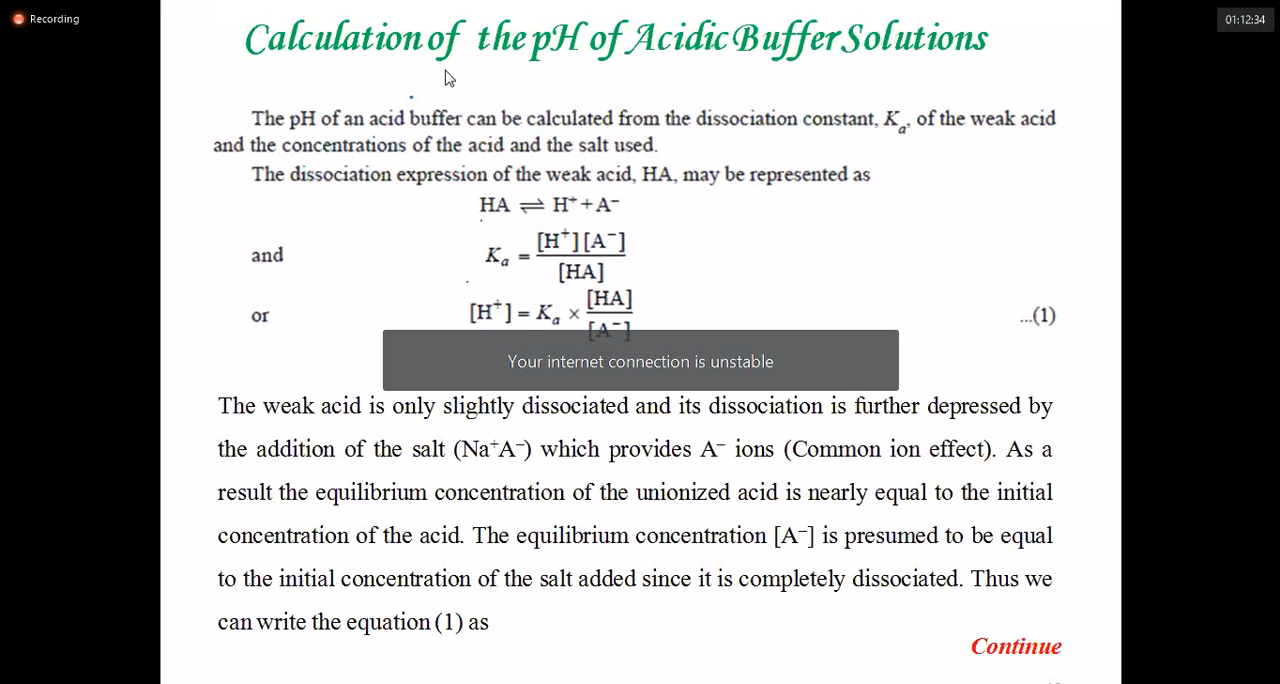 Recording
01:12:34
Calculation of the pH of Acidic Buffer Solutions
The pH of an acid buffer can be calculated from the dissociation constant, Kₐ, of the weak acid
and the concentrations of the acid and the salt used.
The dissociation expression of the weak acid, HA, may be represented as
HA ⇌ H⁺ + A⁻
and Kₐ = [H⁺] [A⁻] / [HA]
or [H⁺] = Kₐ × [HA] / [A⁻] ...(1)
Your internet connection is unstable
The weak acid is only slightly dissociated and its dissociation is further depressed by
the addition of the salt (Na⁺A⁻) which provides A⁻ ions (Common ion effect). As a
result the equilibrium concentration of the unionized acid is nearly equal to the initial
concentration of the acid. The equilibrium concentration [A⁻] is presumed to be equal
to the initial concentration of the salt added since it is completely dissociated. Thus we
can write the equation (1) as
Continue